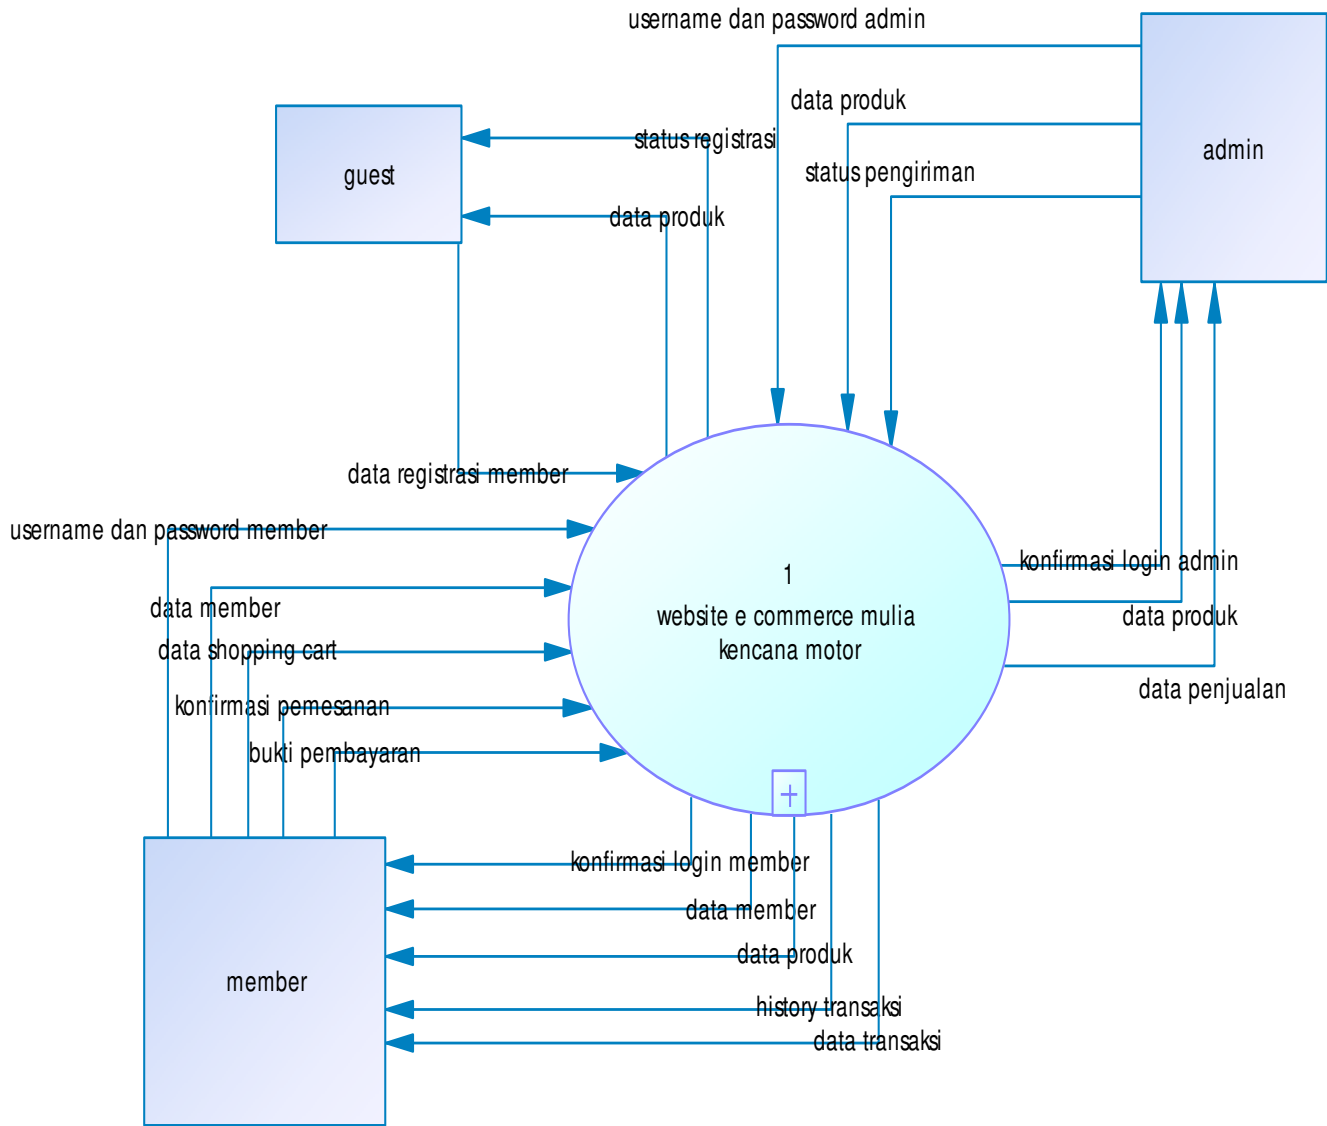 username dan password admin
data produk
status registrasi
admin
guest
status pengiriman
data produk
data registrasi member
username dan password member
konfirmasi login admin
1
website e commerce mulia
kencana motor
data member
data produk
data shopping cart
data penjualan
konfirmasi pemesanan
bukti pembayaran
+
konfirmasi login member
data member
data produk
member
history transaksi
data transaksi